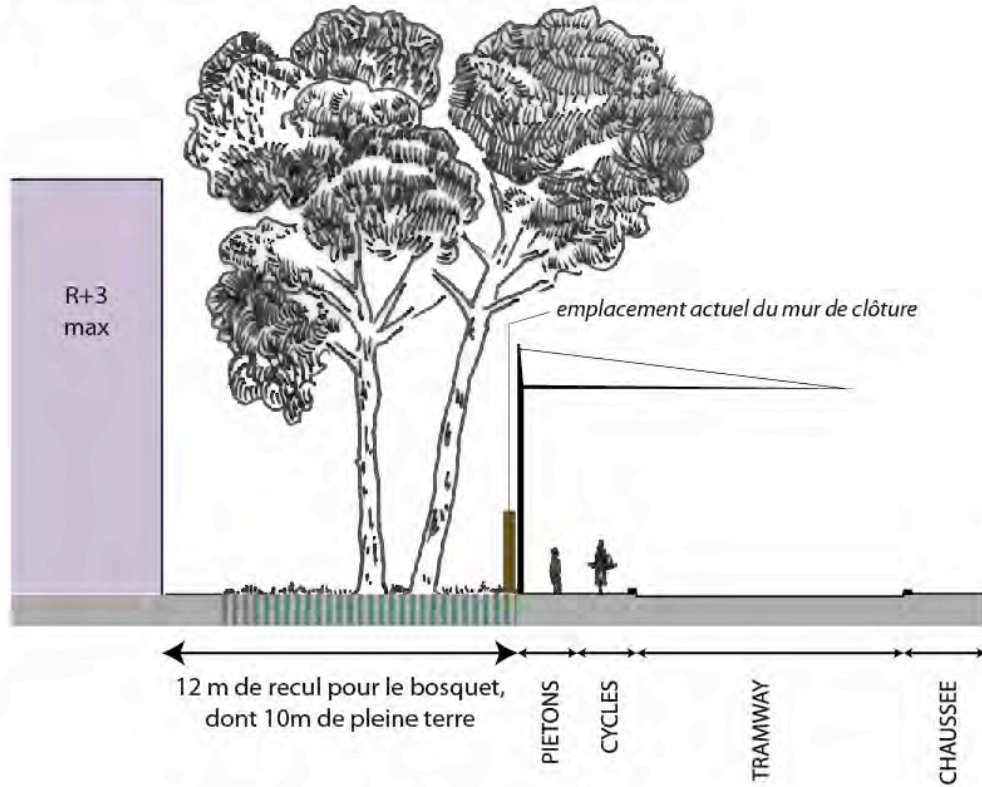 R+3
max
emplacement actuel du mur de clôture
12 m de recul pour le bosquet,
dont 10m de pleine terre
PIETONS
CYCLES
TRAMWAY
CHAUSSEE